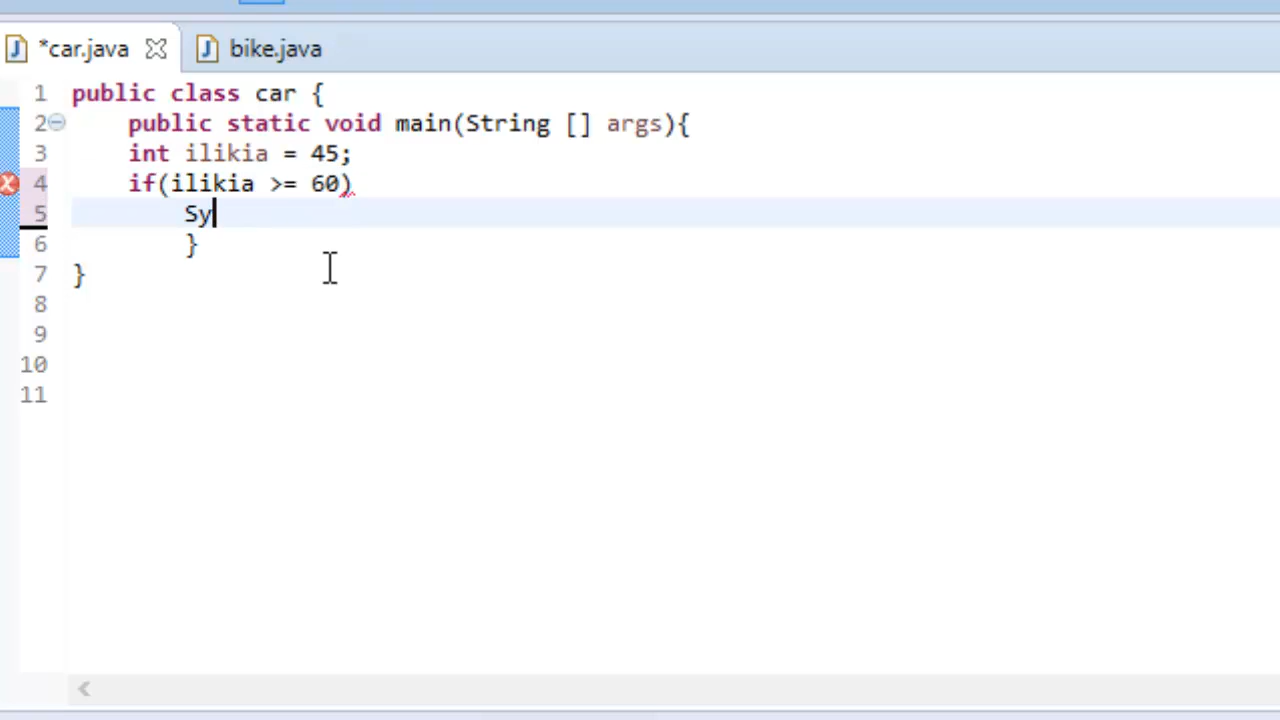 *car.java bike.java
1 public class car {
2 public static void main(String [] args){
3 int ilikia = 45;
4 if(ilikia >= 60)
5 Sy
6 }
7 }
8
9
10
11